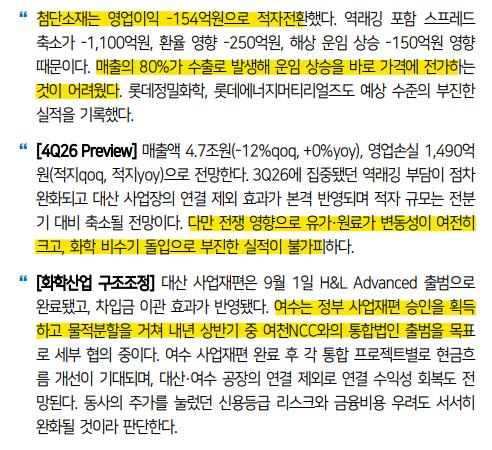 “ 첨단소재는 영업이익 -154억원으로 적자전환했다. 역래깅 포함 스프레드
축소가 -1,100억원, 환율 영향 -250억원, 해상 운임 상승 -150억원 영향
때문이다. 매출의 80%가 수출로 발생해 운임 상승을 바로 가격에 전가하는
것이 어려웠다. 롯데정밀화학, 롯데에너지머티리얼즈도 예상 수준의 부진한
실적을 기록했다.
“ [4Q26 Preview] 매출액 4.7조원(-12%qoq, +0%yoy), 영업손실 1,490억
원(적지qoq, 적지yoy)으로 전망한다. 3Q26에 집중됐던 역래깅 부담이 점차
완화되고 대산 사업장의 연결 제외 효과가 본격 반영되며 적자 규모는 전분
기 대비 축소될 전망이다. 다만 전쟁 영향으로 유가·원료가 변동성이 여전히
크고, 화학 비수기 돌입으로 부진한 실적이 불가피하다.
“ [화학산업 구조조정] 대산 사업재편은 9월 1일 H&L Advanced 출범으로
완료됐고, 차입금 이관 효과가 반영됐다. 여수는 정부 사업재편 승인을 획득
하고 물적분할을 거쳐 내년 상반기 중 여천NCC와의 통합법인 출범을 목표
로 세부 협의 중이다. 여수 사업재편 완료 후 각 통합 프로젝트별로 현금흐
름 개선이 기대되며, 대산·여수 공장의 연결 제외로 연결 수익성 회복도 전
망된다. 동사의 주가를 눌렀던 신용등급 리스크와 금융비용 우려도 서서히
완화될 것이라 판단한다.